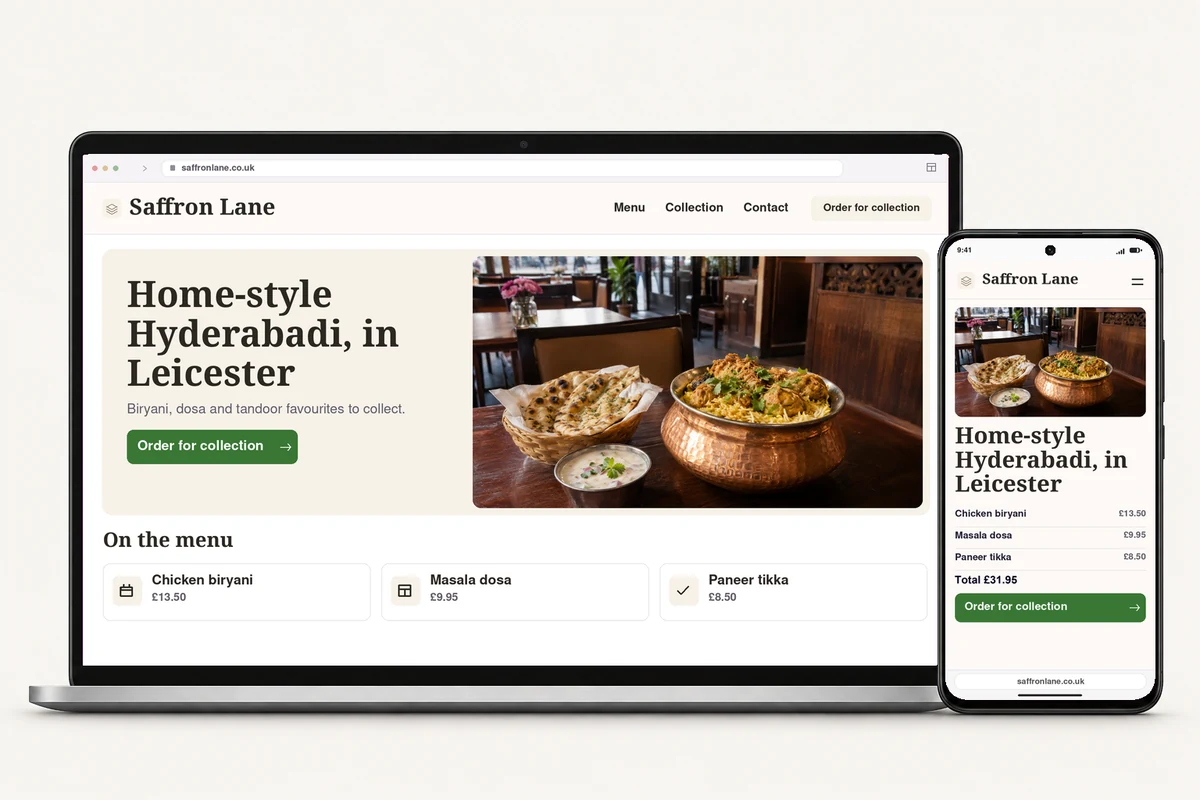 saffronlane.co.uk
Saffron Lane
Menu Collection Contact Order for collection
Home-style
Hyderabadi, in
Leicester
Biryani, dosa and tandoor favourites to collect.
Order for collection →
On the menu
Chicken biryani
£13.50
Masala dosa
£9.95
Paneer tikka
£8.50
9:41
Saffron Lane
Home-style
Hyderabadi, in
Leicester
Chicken biryani £13.50
Masala dosa £9.95
Paneer tikka £8.50
Total £31.95
Order for collection →
saffronlane.co.uk